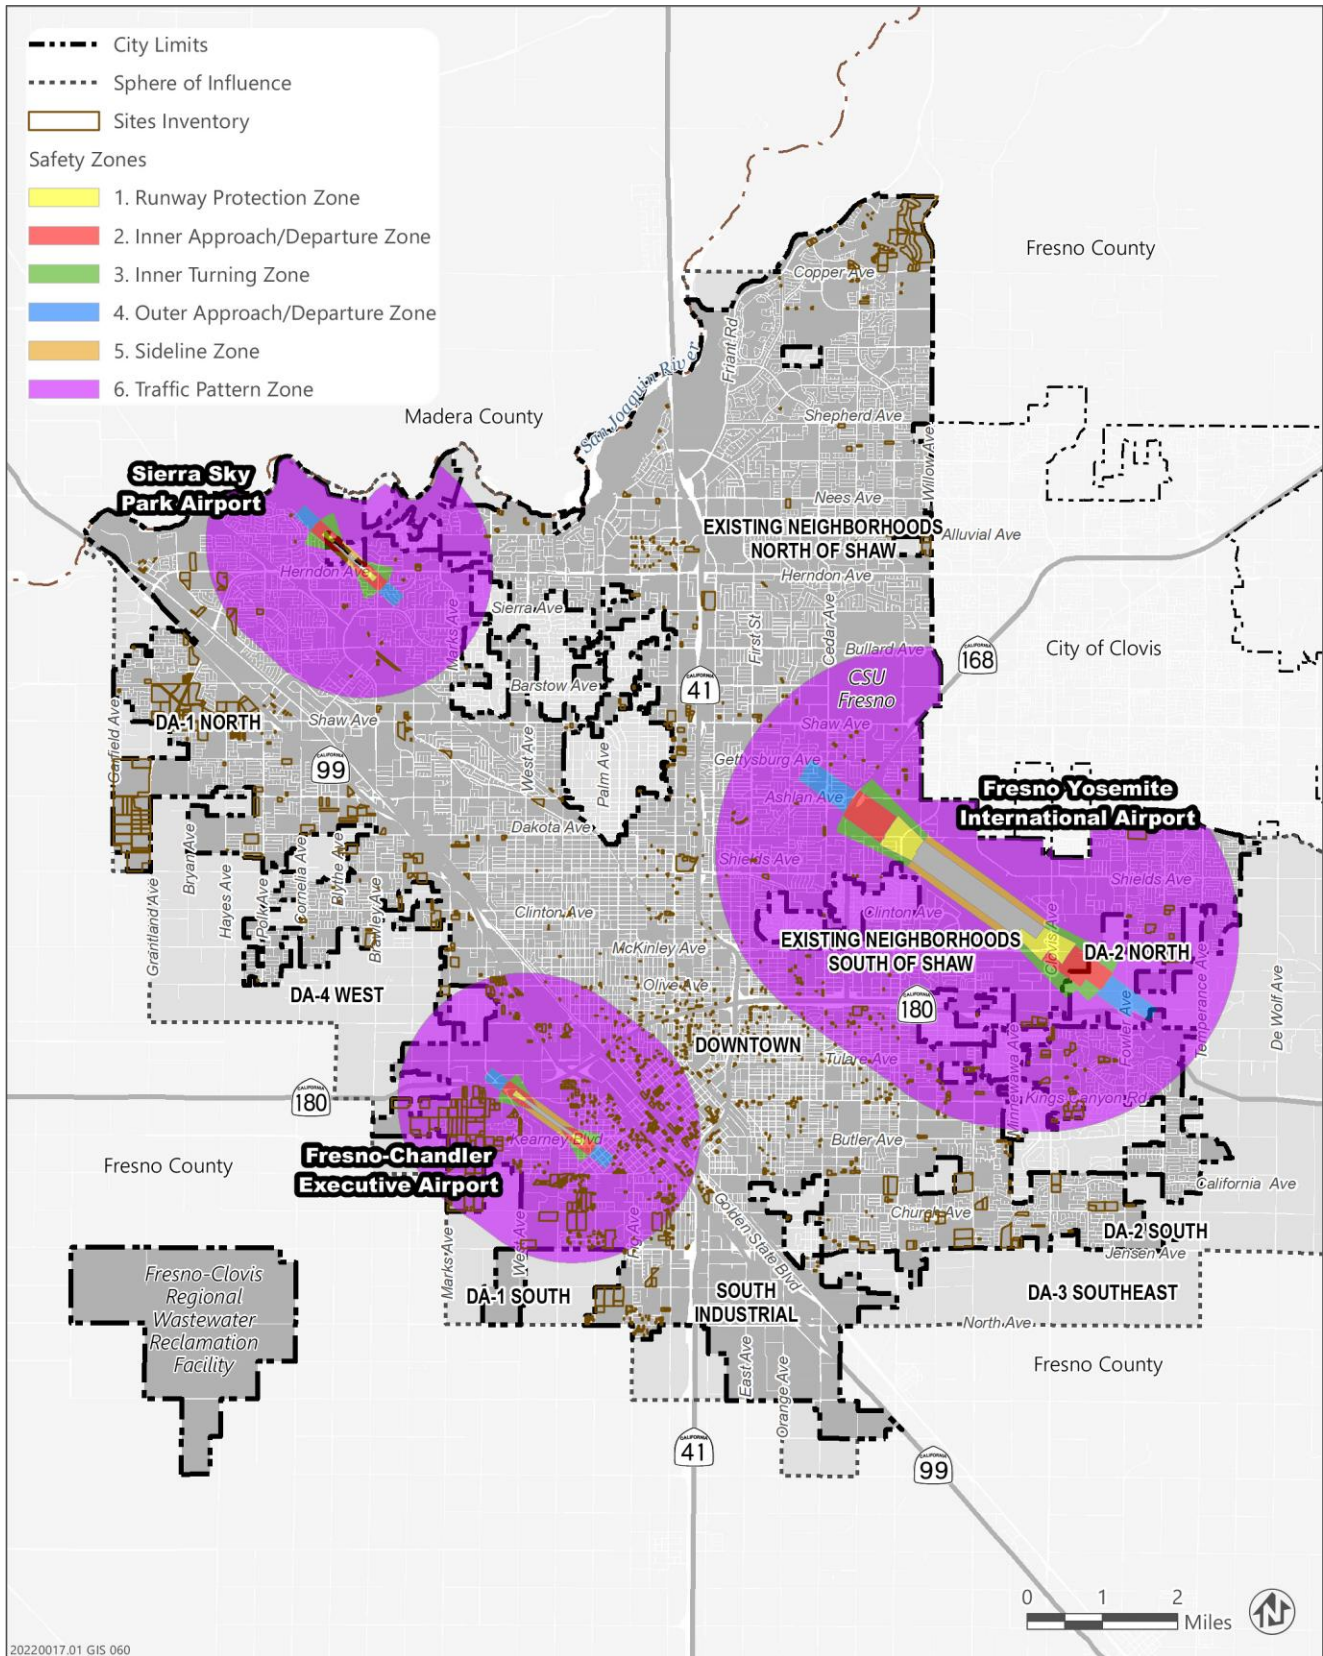 City Limits
Sphere of Influence
Sites Inventory
Safety Zones
1. Runway Protection Zone
2. Inner Approach/Departure Zone
3. Inner Turning Zone
4. Outer Approach/Departure Zone
5. Sideline Zone
6. Traffic Pattern Zone
Fresno County
Copper Ave
Friant Rd
San Joaquin River
Madera County
Shepherd Ave
Willow Ave
Sierra Sky
Park Airport
Nees Ave
EXISTING NEIGHBORHOODS
NORTH OF SHAW
Alluvial Ave
Herndon Ave
Herndon Ave
Sierra Ave
Marks Ave
First St
Cedar Ave
Bullard Ave
CALIFORNIA
168
City of Clovis
CSU
Fresno
Barstow Ave
CALIFORNIA
41
Garfield Ave
DA-1 NORTH
Shaw Ave
Shaw Ave
CALIFORNIA
99
West Ave
Palm Ave
Gettysburg Ave
Ashlan Ave
Fresno Yosemite
International Airport
Dakota Ave
Shields Ave
Shields Ave
Grantland Ave
Bryan Ave
Hayes Ave
Polk Ave
Cornelia Ave
Blythe Ave
Brawley Ave
Clinton Ave
Clinton Ave
McKinley Ave
Olive Ave
EXISTING NEIGHBORHOODS
SOUTH OF SHAW
Clovis Ave
DA-2 NORTH
DA-4 WEST
CALIFORNIA
180
Temperance Ave
De Wolf Ave
Fowler Ave
Minnewawa Ave
DOWNTOWN
Tulare Ave
Kings Canyon Rd
CALIFORNIA
180
Kearney Blvd
Butler Ave
Fresno County
Fresno-Chandler
Executive Airport
California Ave
Church Ave
Golden State Blvd
DA-2 SOUTH
Jensen Ave
Marks Ave
West Ave
Fig Ave
DA-1 SOUTH
SOUTH
INDUSTRIAL
DA-3 SOUTHEAST
North Ave
Fresno-Clovis
Regional
Wastewater
Reclamation
Facility
East Ave
Orange Ave
Fresno County
CALIFORNIA
41
CALIFORNIA
99
0 1 2
Miles
N
20220017.01 GIS 060